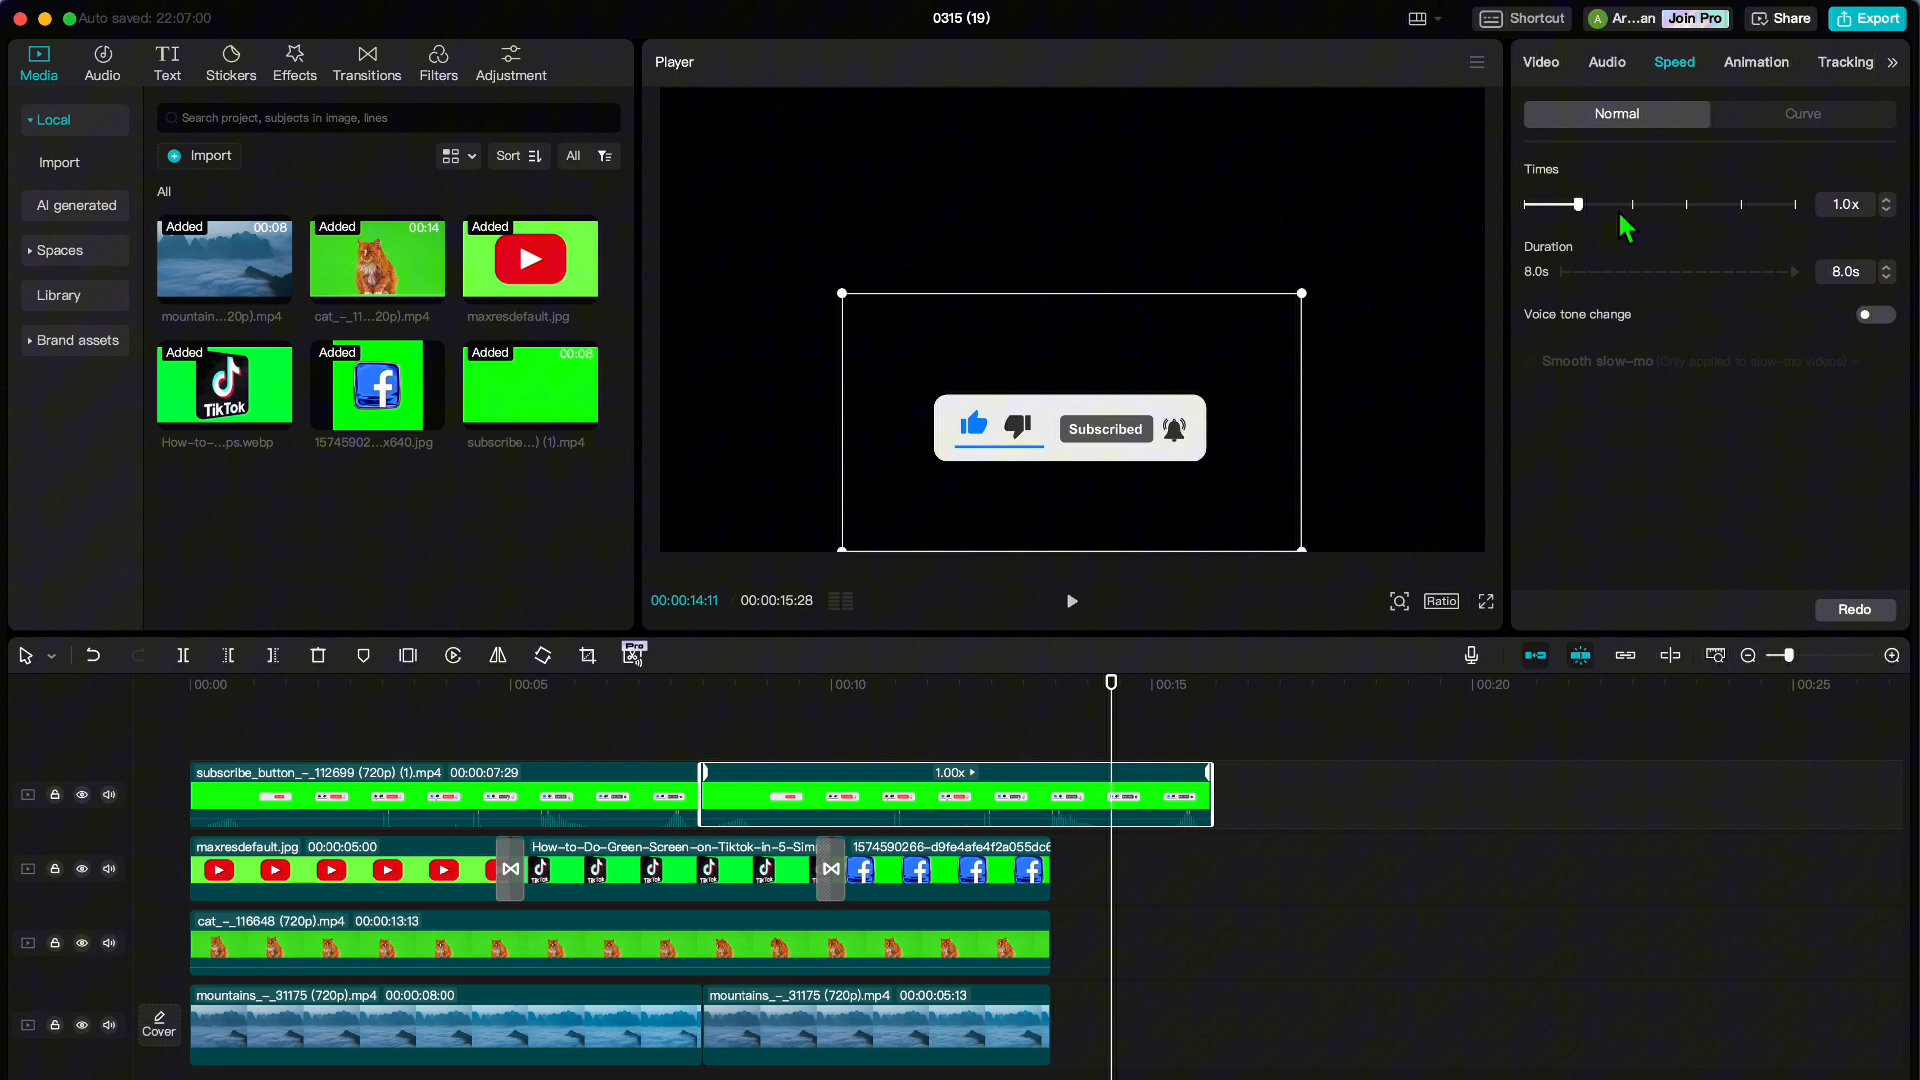 Auto saved: 22:07:00
0315 (19)
Shortcut
A
Ar...an
Join Pro
Share
Export
Media
Audio
Text
Stickers
Effects
Transitions
Filters
Adjustment
Local
Import
AI generated
Spaces
Library
Brand assets
Search project, subjects in image, lines
Import
Sort
All
All
Added 00:08
Added 00:14
Added
mountain...20p).mp4
cat_-_11...20p).mp4
maxresdefault.jpg
Added
TikTok
Added
Added 00:08
How-to-...ps.webp
15745902...x640.jpg
subscribe...) (1).mp4
Player
Subscribed
00:00:14:11
00:00:15:28
Ratio
Video
Audio
Speed
Animation
Tracking
Normal
Curve
Times
1.0x
Duration
8.0s
8.0s
Voice tone change
Smooth slow-mo (Only applied to slow-mo videos)
Redo
Pro
00:00
00:05
00:10
00:15
00:20
00:25
subscribe_button_-_112699 (720p) (1).mp4 00:00:07:29
1.00x
maxresdefault.jpg 00:00:05:00
How-to-Do-Green-Screen-on-Tiktok-in-5-Sim
1574590266-d9fe4afe4f2a055dc6
cat_-_116648 (720p).mp4 00:00:13:13
mountains_-_31175 (720p).mp4 00:00:08:00
mountains_-_31175 (720p).mp4 00:00:05:13
Cover